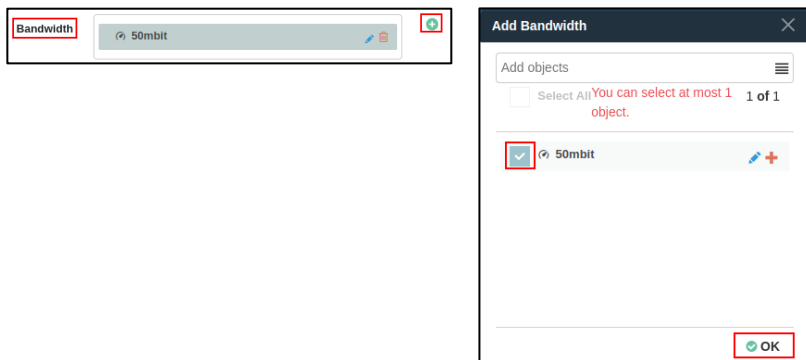 Bandwidth
50mbit
Add Bandwidth
Add objects
Select All You can select at most 1 object.
1 of 1
50mbit
OK